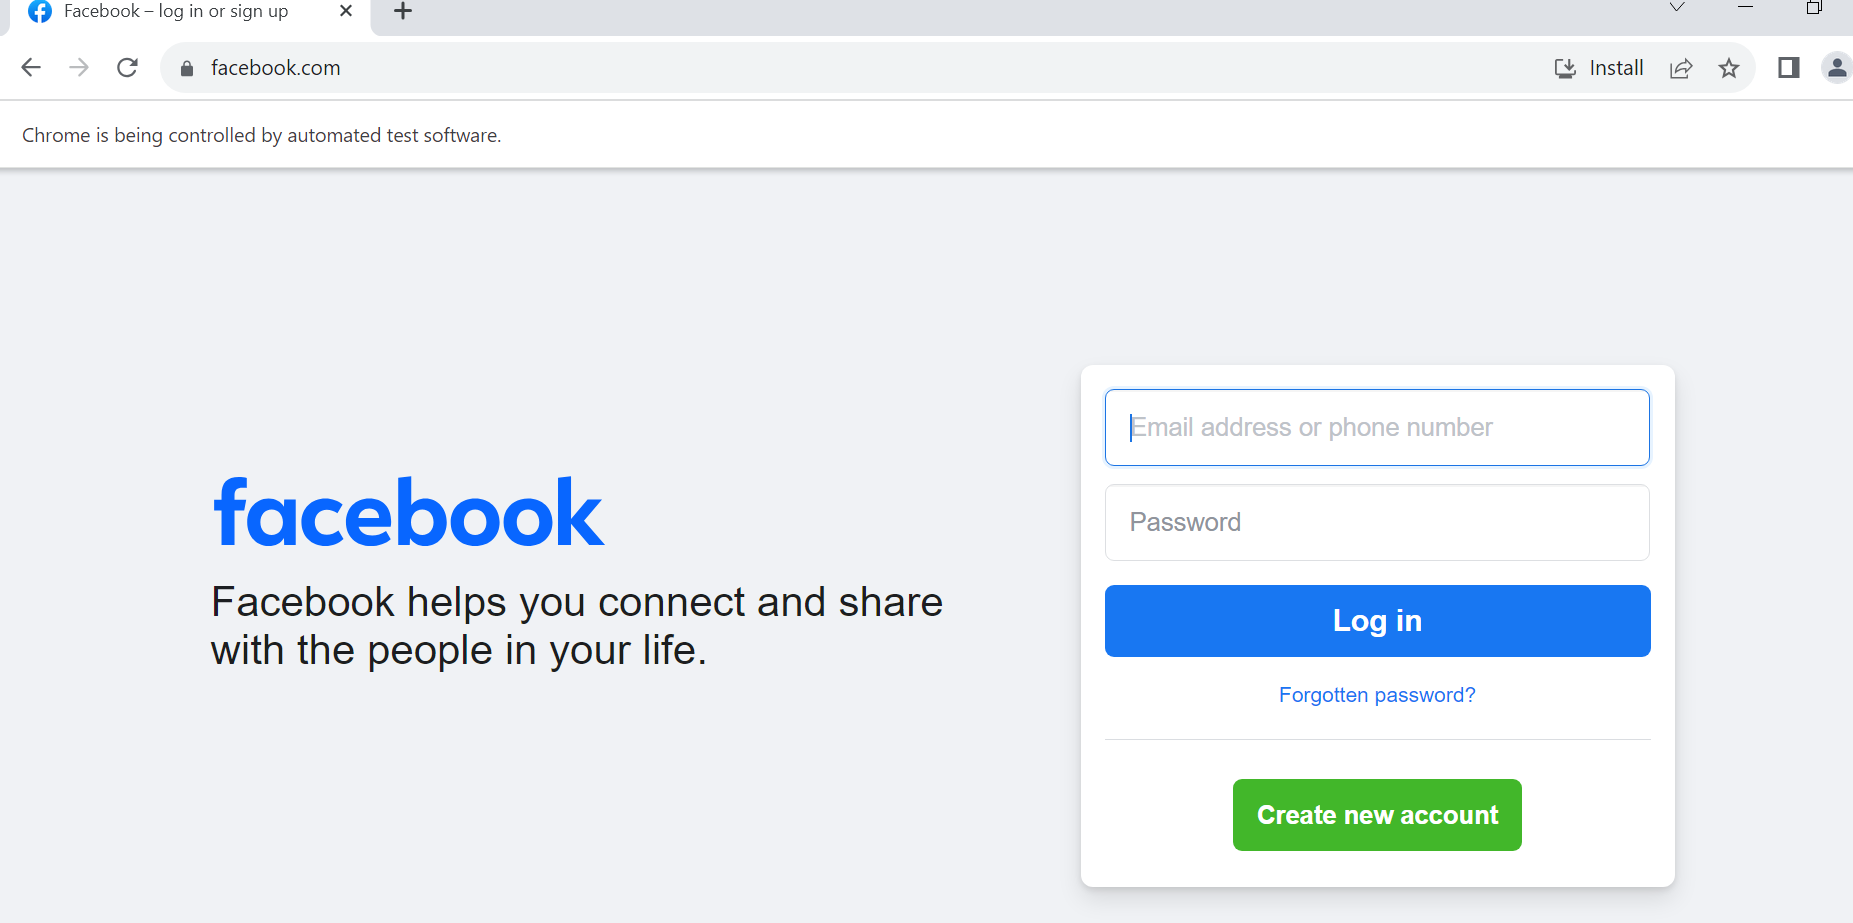 Facebook – log in or sign up
facebook.com
Install
Chrome is being controlled by automated test software.
facebook
Facebook helps you connect and share
with the people in your life.
Email address or phone number
Password
Log in
Forgotten password?
Create new account